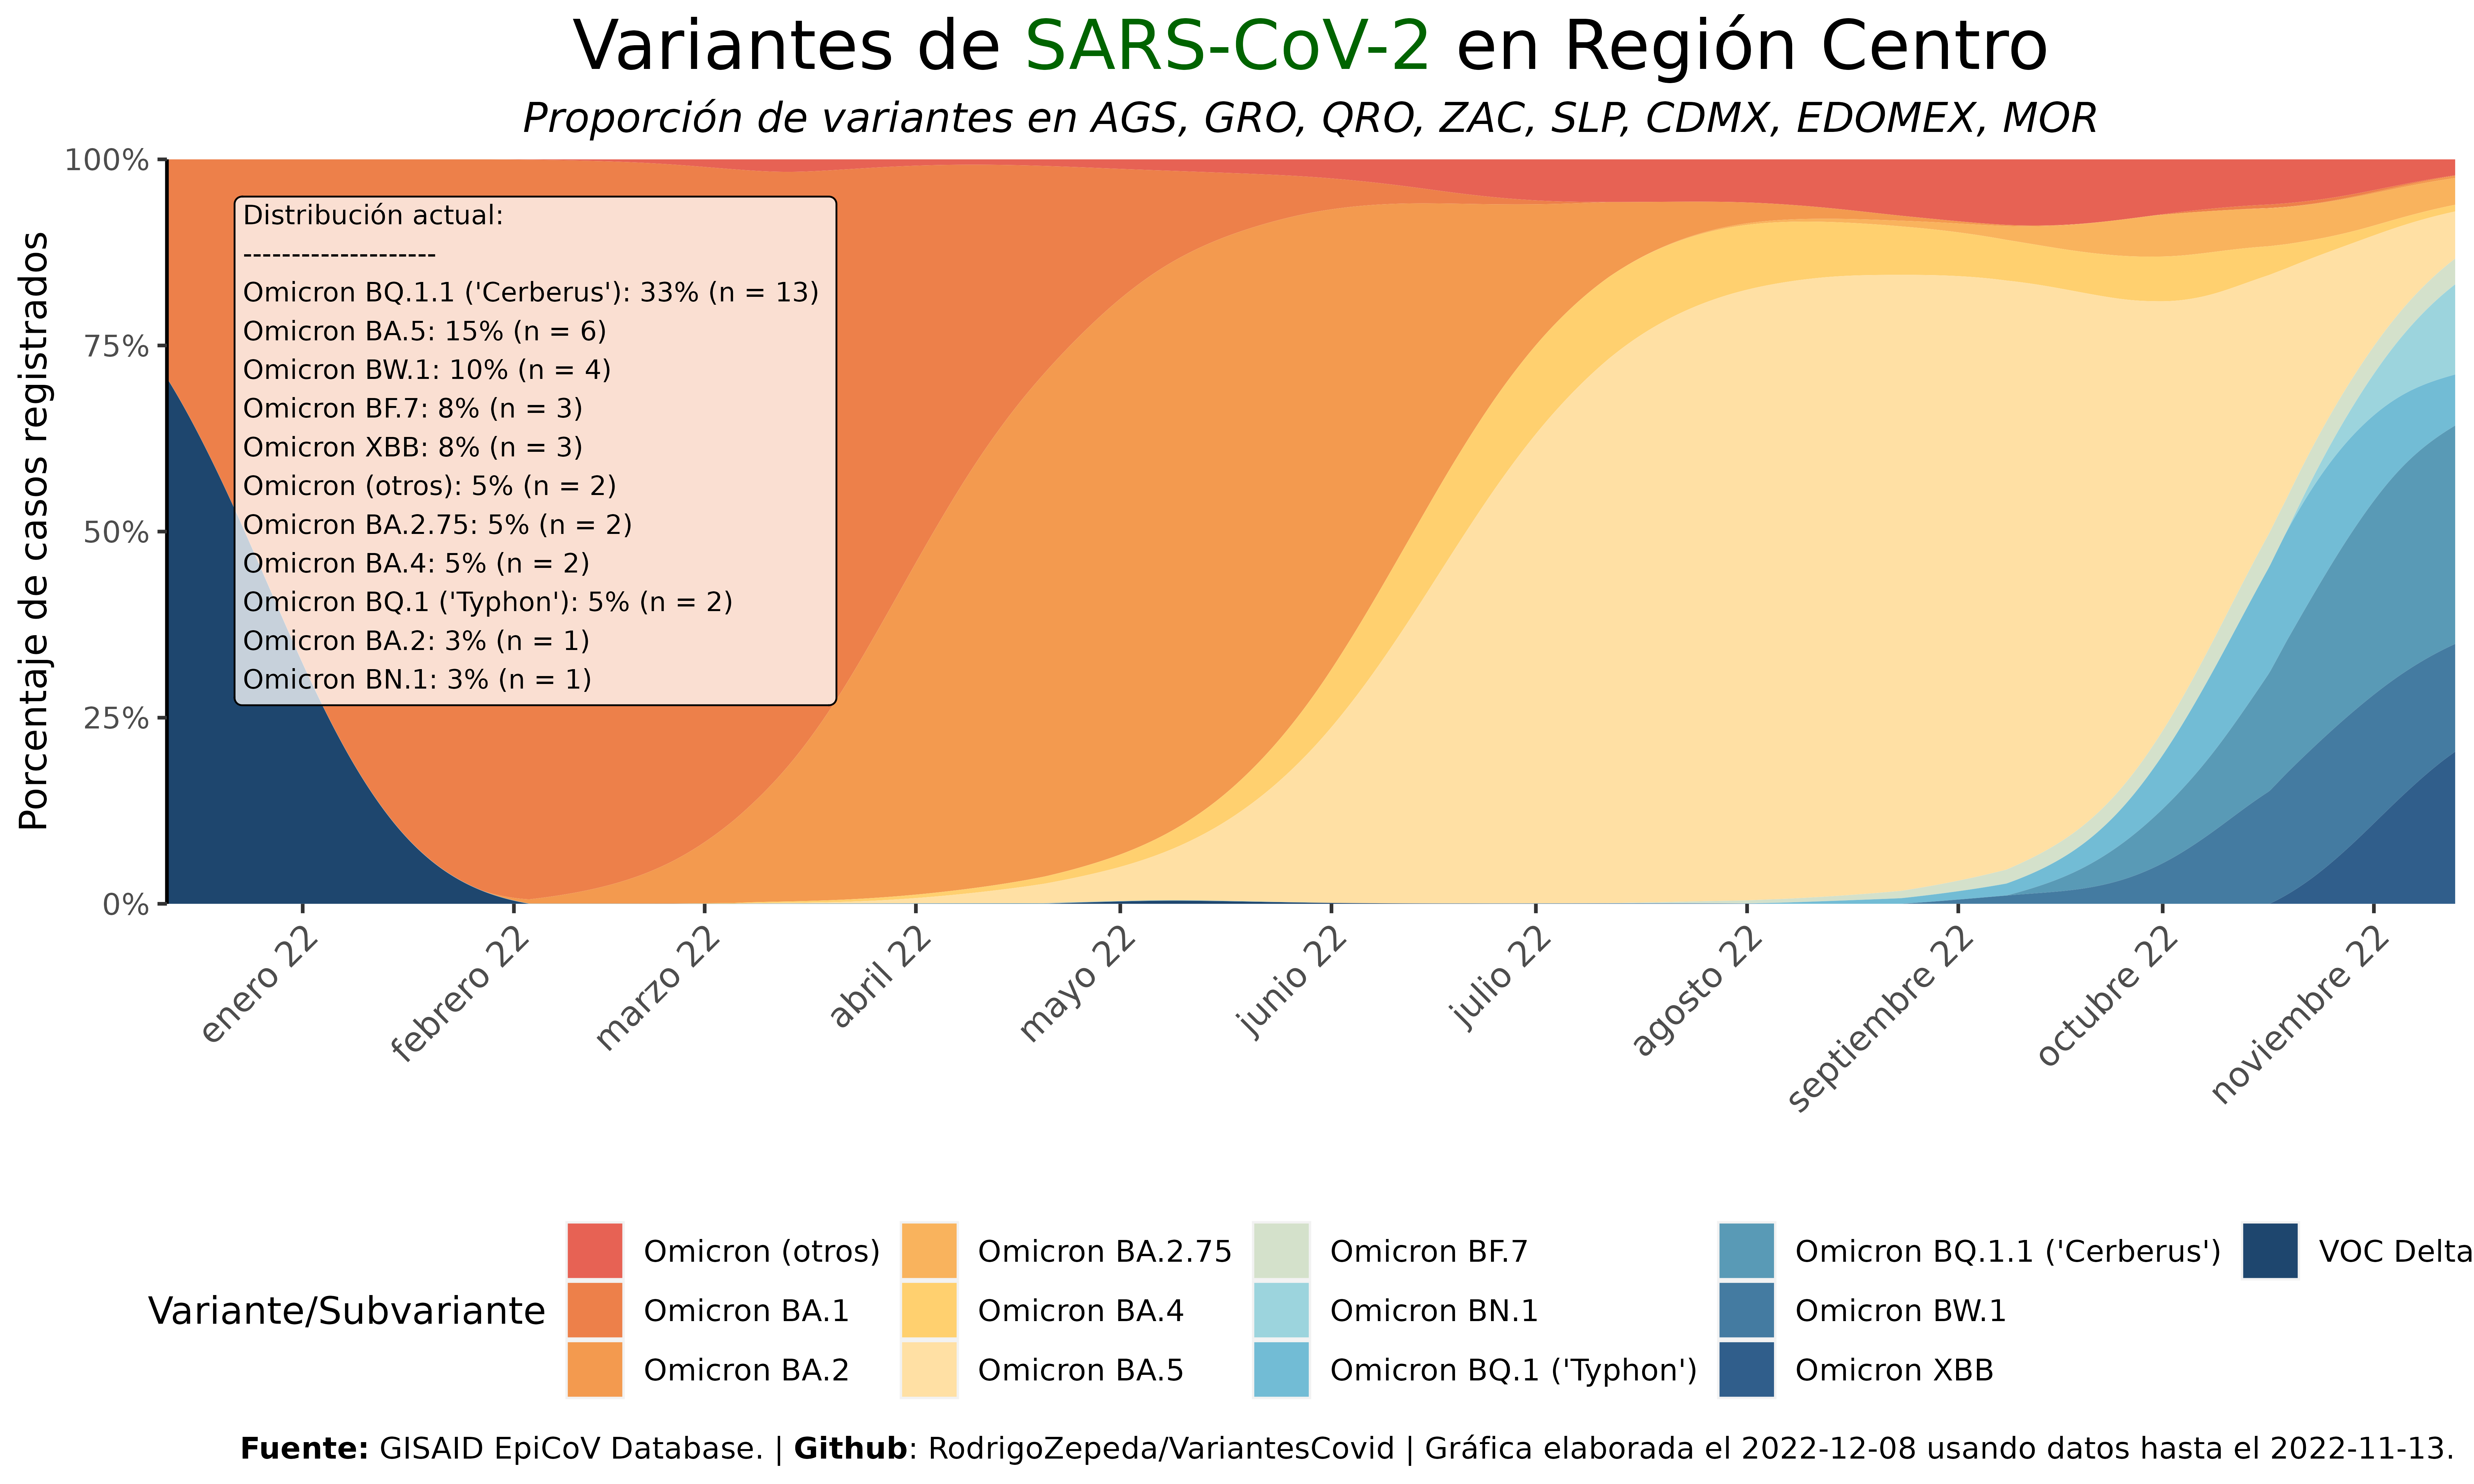 Variantes de SARS-CoV-2 en Región Centro
Proporción de variantes en AGS, GRO, QRO, ZAC, SLP, CDMX, EDOMEX, MOR
Porcentaje de casos registrados
100%
75%
50%
25%
0%
Distribución actual:
--------------------
Omicron BQ.1.1 ('Cerberus'): 33% (n = 13)
Omicron BA.5: 15% (n = 6)
Omicron BW.1: 10% (n = 4)
Omicron BF.7: 8% (n = 3)
Omicron XBB: 8% (n = 3)
Omicron (otros): 5% (n = 2)
Omicron BA.2.75: 5% (n = 2)
Omicron BA.4: 5% (n = 2)
Omicron BQ.1 ('Typhon'): 5% (n = 2)
Omicron BA.2: 3% (n = 1)
Omicron BN.1: 3% (n = 1)
enero 22
febrero 22
marzo 22
abril 22
mayo 22
junio 22
julio 22
agosto 22
septiembre 22
octubre 22
noviembre 22
Variante/Subvariante
Omicron (otros)
Omicron BA.1
Omicron BA.2
Omicron BA.2.75
Omicron BA.4
Omicron BA.5
Omicron BF.7
Omicron BN.1
Omicron BQ.1 ('Typhon')
Omicron BQ.1.1 ('Cerberus')
Omicron BW.1
Omicron XBB
VOC Delta
Fuente: GISAID EpiCoV Database. | Github: RodrigoZepeda/VariantesCovid | Gráfica elaborada el 2022-12-08 usando datos hasta el 2022-11-13.